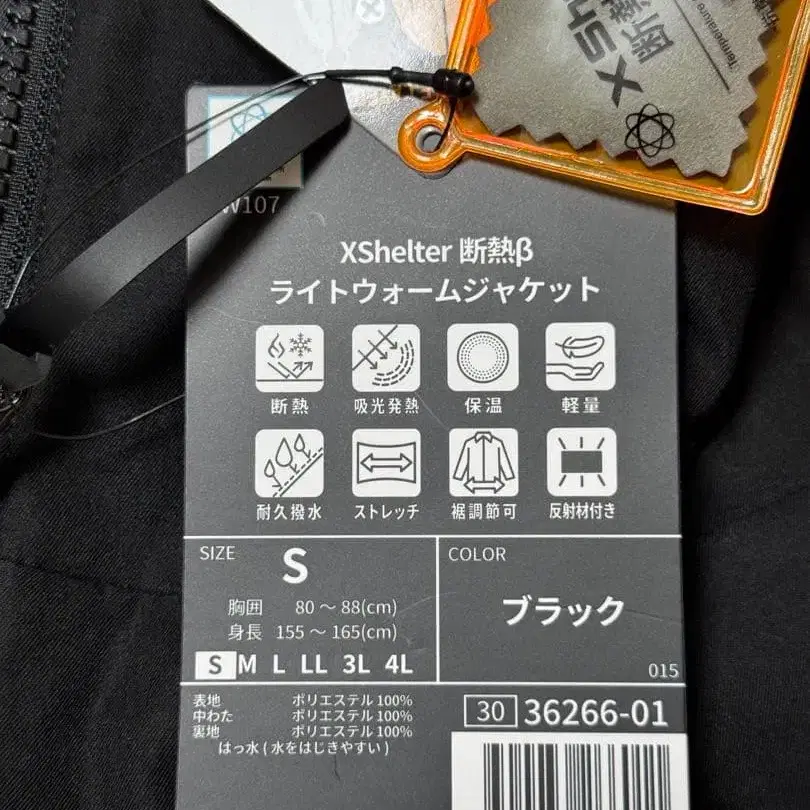 XShe
断熱
Temperature
W107
XShelter 断熱β
ライトウォームジャケット
断熱 吸光発熱 保温 軽量
耐久撥水 ストレッチ 裾調節可 反射材付き
SIZE S
胸囲 80～88(cm)
身長 155～165(cm)
S M L LL 3L 4L
COLOR
ブラック
015
表地 ポリエステル100%
中わた ポリエステル100%
裏地 ポリエステル100%
はっ水(水をはじきやすい)
30 36266-01